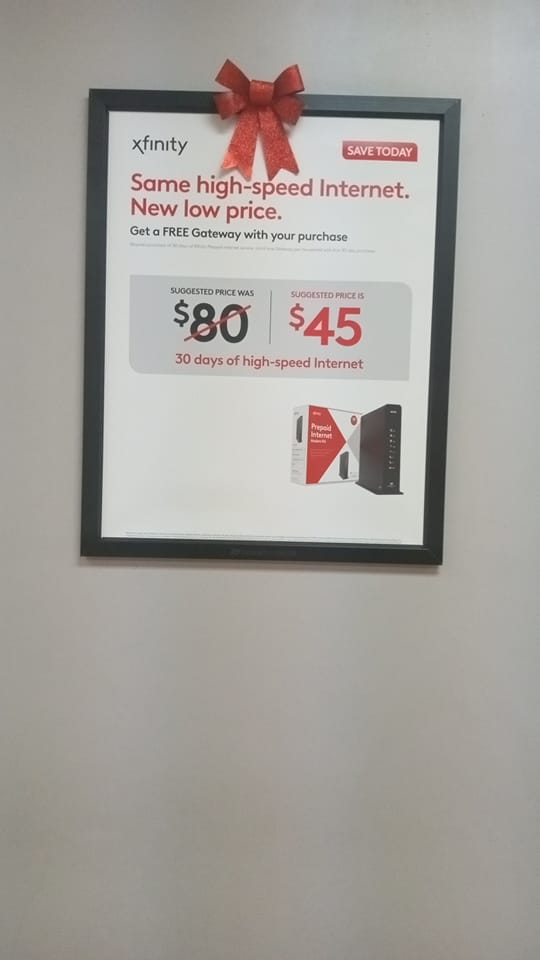 xfinity
SAVE TODAY
Same high-speed Internet.
New low price.
Get a FREE Gateway with your purchase
SUGGESTED PRICE WAS
$80
SUGGESTED PRICE IS
$45
30 days of high-speed Internet
xfinity
Prepaid
Internet